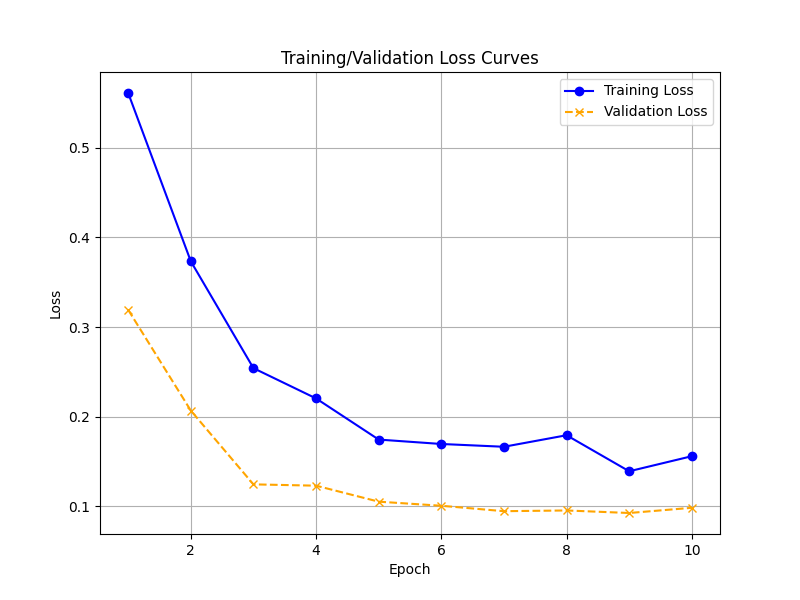 Training/Validation Loss Curves
Training Loss
Validation Loss
Loss
0.5
0.4
0.3
0.2
0.1
2 4 6 8 10
Epoch